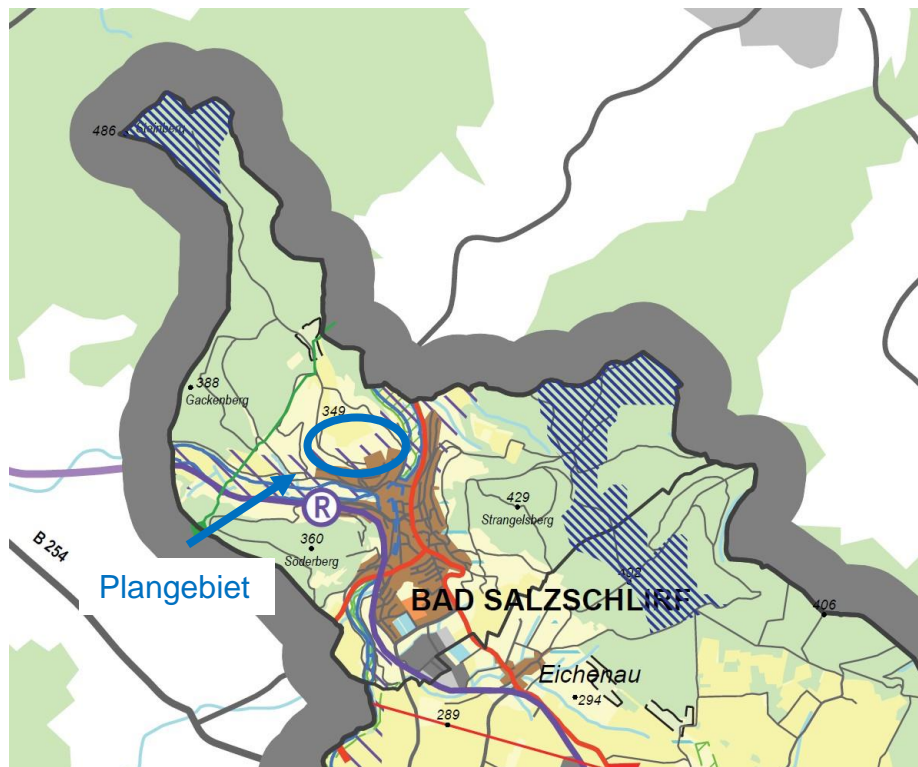 486
388
Gackenberg
349
R
429
Strangelsberg
360
Söderberg
B 254
Plangebiet
BAD SALZSCHLIRF
406
Eichenau
294
289